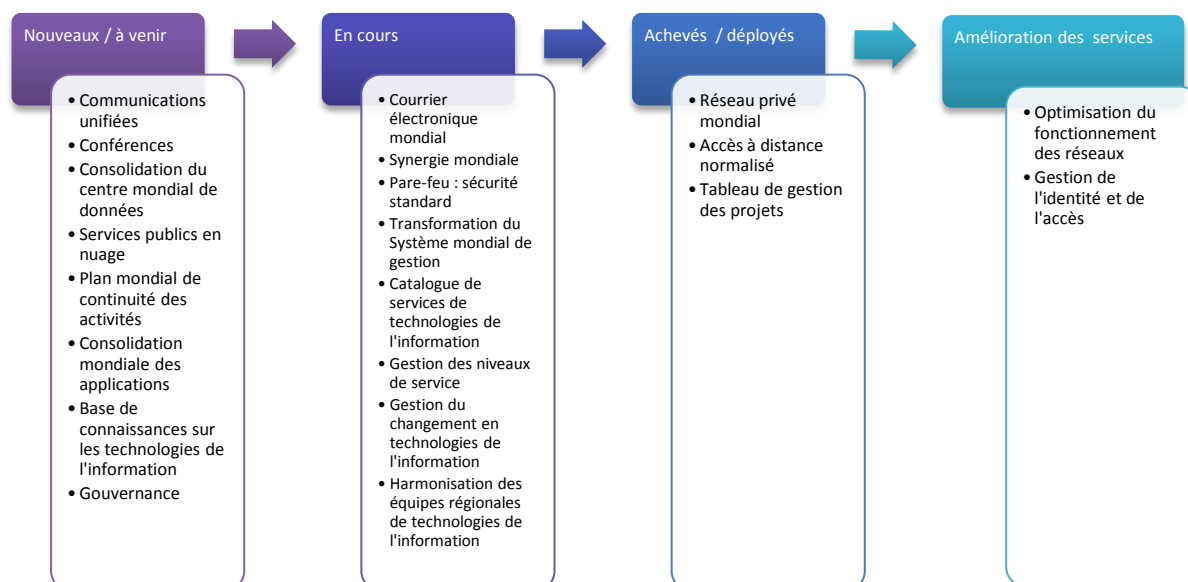 Nouveaux / à venir
• Communications
unifiées
• Conférences
• Consolidation du
centre mondial de
données
• Services publics en
nuage
• Plan mondial de
continuité des
activités
• Consolidation
mondiale des
applications
• Base de
connaissances sur
les technologies de
l'information
• Gouvernance
En cours
• Courrier
électronique
mondial
• Synergie mondiale
• Pare-feu : sécurité
standard
• Transformation du
Système mondial de
gestion
• Catalogue de
services de
technologies de
l'information
• Gestion des niveaux
de service
• Gestion du
changement en
technologies de
l'information
• Harmonisation des
équipes régionales
de technologies de
l'information
Achevés / déployés
• Réseau privé
mondial
• Accès à distance
normalisé
• Tableau de gestion
des projets
Amélioration des services
• Optimisation du
fonctionnement
des réseaux
• Gestion de
l'identité et de
l'accès